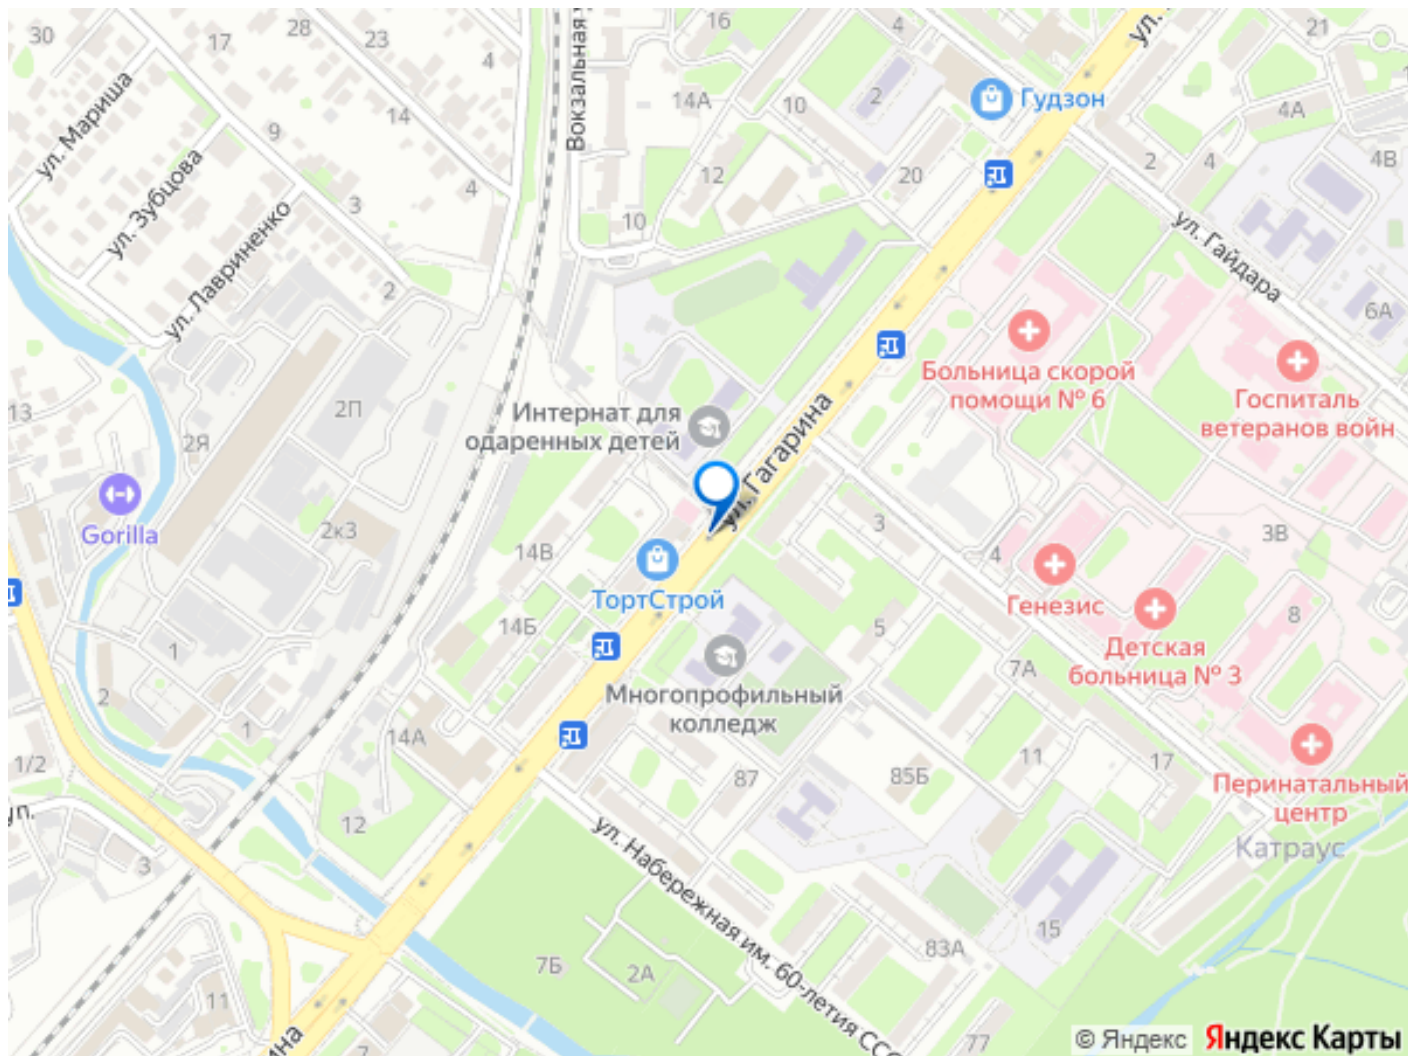 30
17
28
23
4
16
4
ул.
21
Гудзон
14А
10
2
4А
14
9
ул. Мариша
Вокзальная
ул. Зубцова
4
12
20
2
4
4В
3
10
ул. Лавриненко
ул. Гайдара
2
6А
Больница скорой
помощи № 6
Госпиталь
ветеранов войн
13
2П
2Я
Интернат для
одаренных детей
ул. Гагарина
Gorilla
2к3
14В
3
3В
4
ТортСтрой
Генезис
8
14Б
5
Детская
больница № 3
1
7А
2
Многопрофильный
колледж
1
14А
1/2
87
85Б
11
17
Перинатальный
центр
ул.
12
3
Катраус
ул. Набережная им. 60-летия ССС
15
83А
7Б
2А
11
ина
7
77
© Яндекс Яндекс Карты